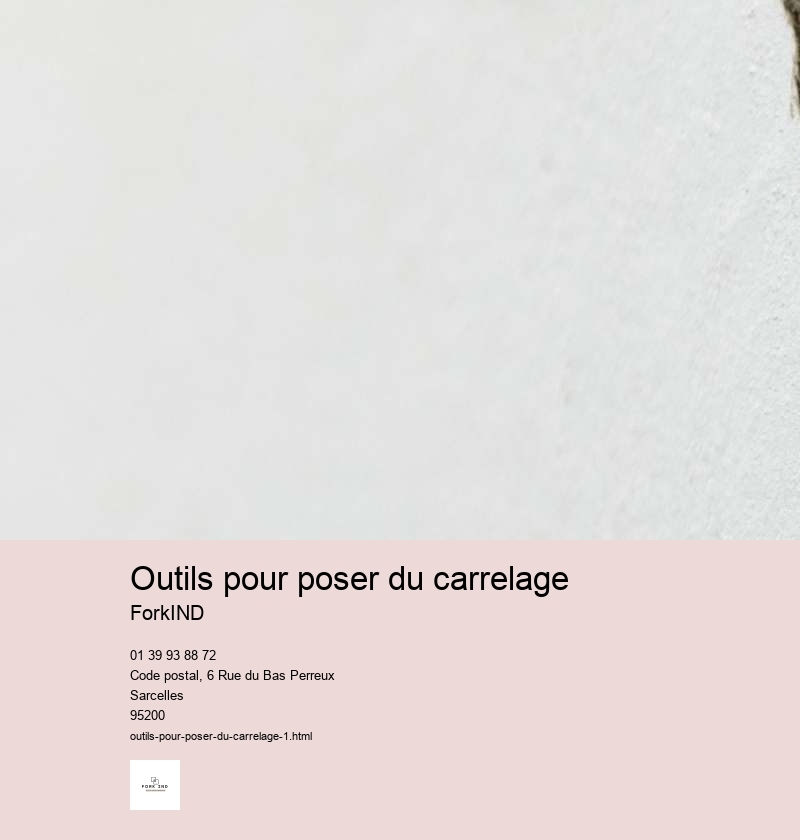 Outils pour poser du carrelage
ForkIND
01 39 93 88 72
Code postal, 6 Rue du Bas Perreux
Sarcelles
95200
outils-pour-poser-du-carrelage-1.html
FORK IND